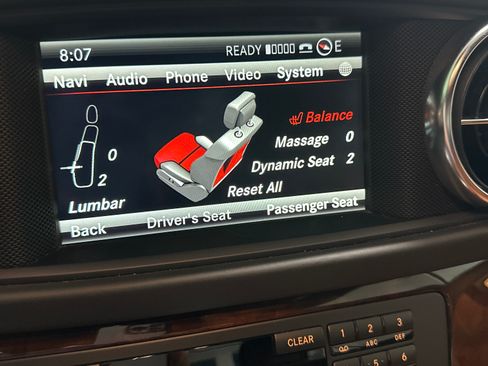 8:07 READY E
Navi Audio Phone Video System
Balance
Massage 0
0 Dynamic Seat 2
2
Lumbar Reset All
Back Driver's Seat Passenger Seat
CLEAR 1 2 ABC 3 DEF
5 6